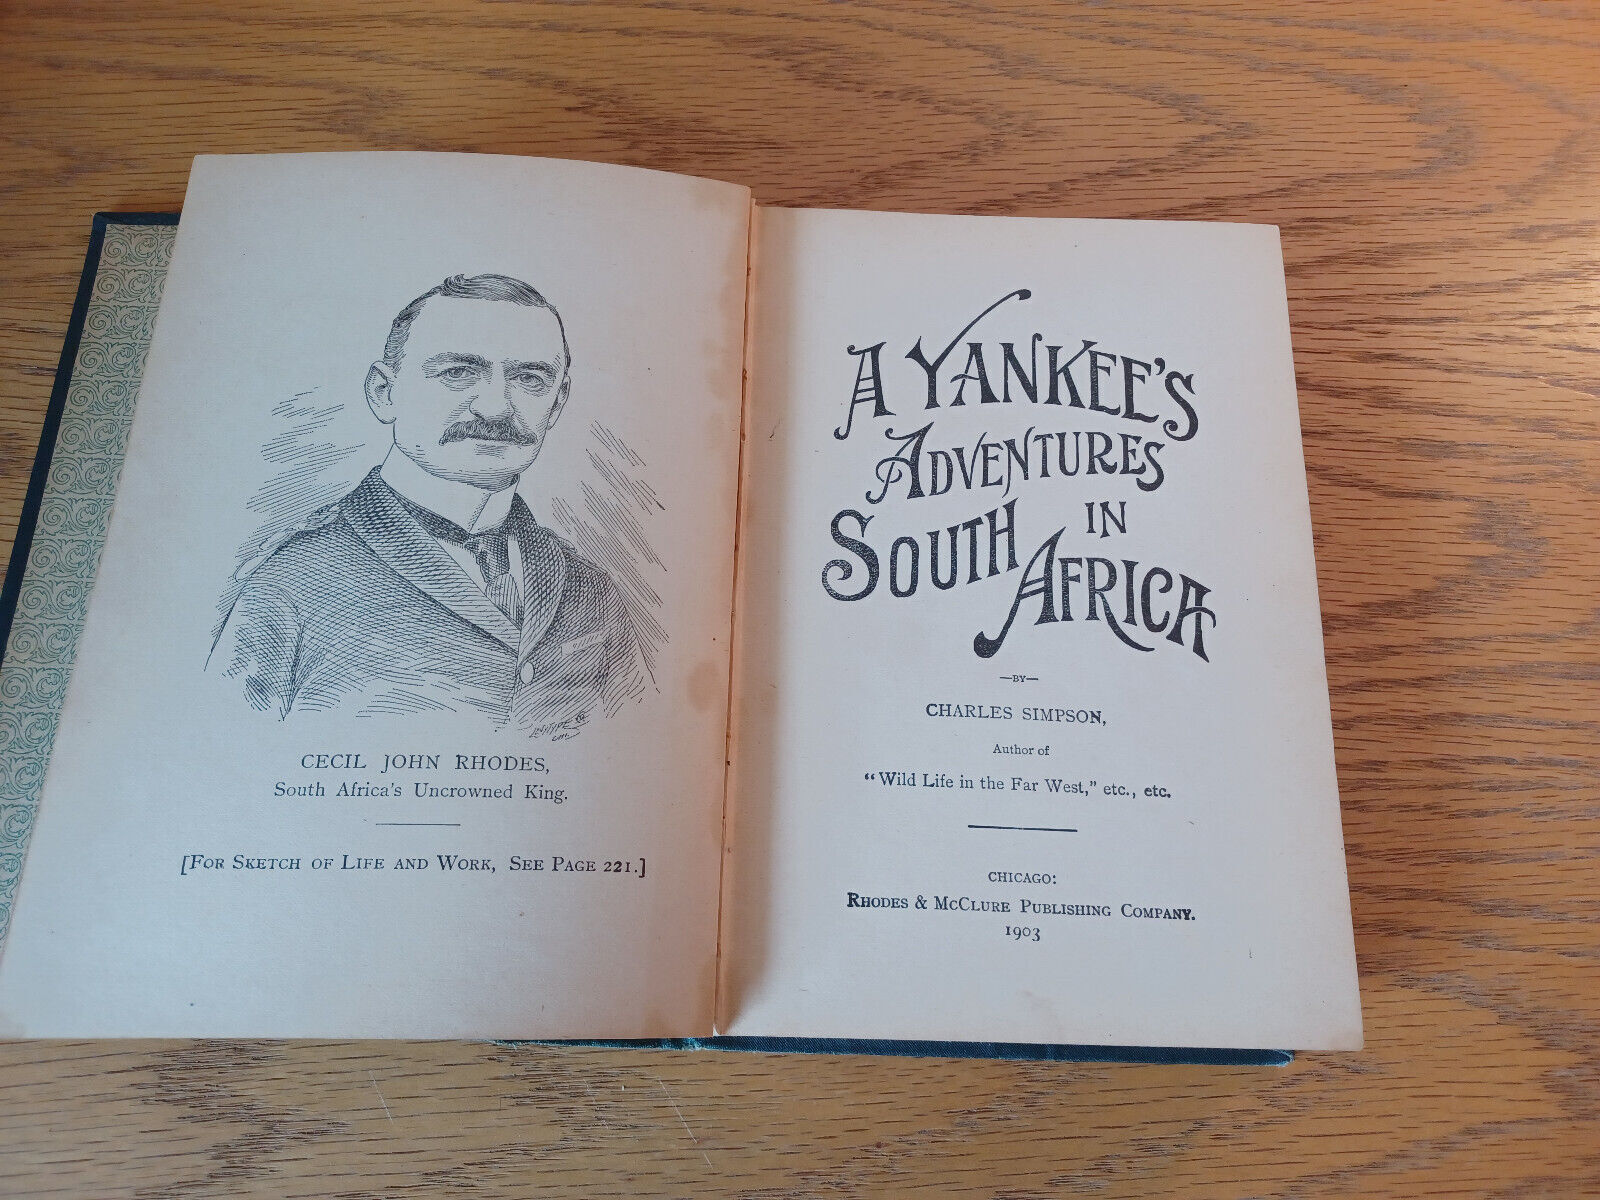 CECIL JOHN RHODES,
South Africa's Uncrowned King.
[FOR SKETCH OF LIFE AND WORK, SEE PAGE 221.]
A YANKEE'S
ADVENTURES
IN
SOUTH
AFRICA
—BY—
CHARLES SIMPSON,
Author of
"Wild Life in the Far West," etc., etc.
CHICAGO:
RHODES & MCCLURE PUBLISHING COMPANY.
1903